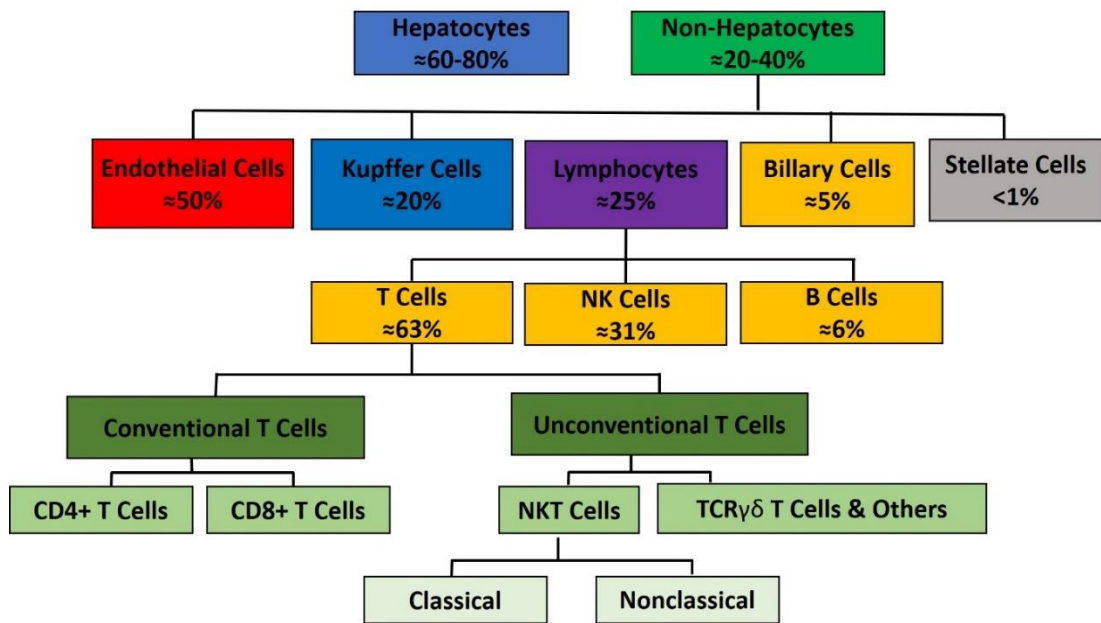 Hepatocytes
≈60-80%
Non-Hepatocytes
≈20-40%
Endothelial Cells
≈50%
Kupffer Cells
≈20%
Lymphocytes
≈25%
Billary Cells
≈5%
Stellate Cells
<1%
T Cells
≈63%
NK Cells
≈31%
B Cells
≈6%
Conventional T Cells
Unconventional T Cells
CD4+ T Cells
CD8+ T Cells
NKT Cells
TCRγδ T Cells & Others
Classical
Nonclassical